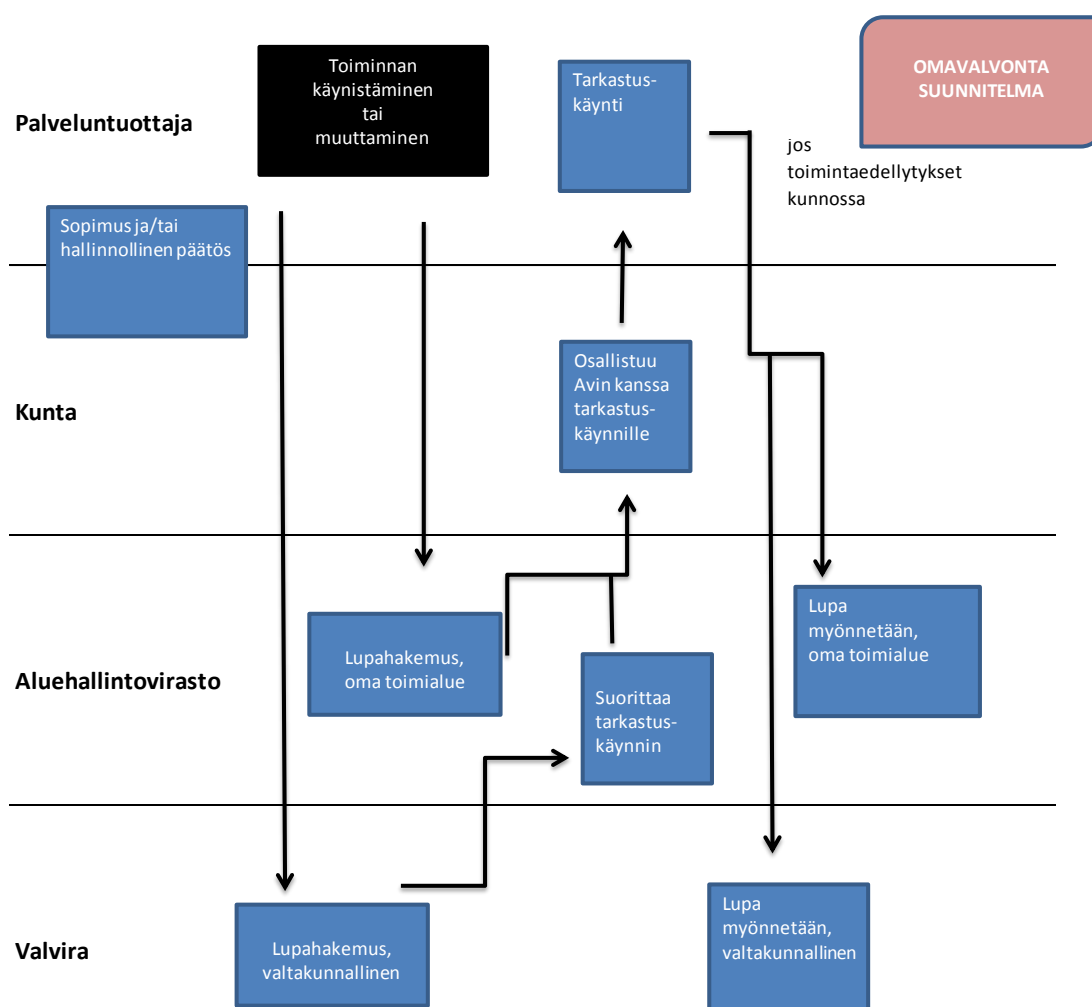 Toiminnan
käynistäminen
tai
muuttaminen
Tarkastus-
käynti
OMAVALVONTA
SUUNNITELMA
Palveluntuottaja
jos
toimintaedellytykset
kunnossa
Sopimus ja/tai
hallinnollinen päätös
Osallistuu
Avin kanssa
tarkastus-
käynnille
Kunta
Lupahakemus,
oma toimialue
Lupa
myönnetään,
oma toimialue
Aluehallintovirasto
Suorittaa
tarkastus-
käynnin
Lupahakemus,
valtakunnallinen
Lupa
myönnetään,
valtakunnallinen
Valvira